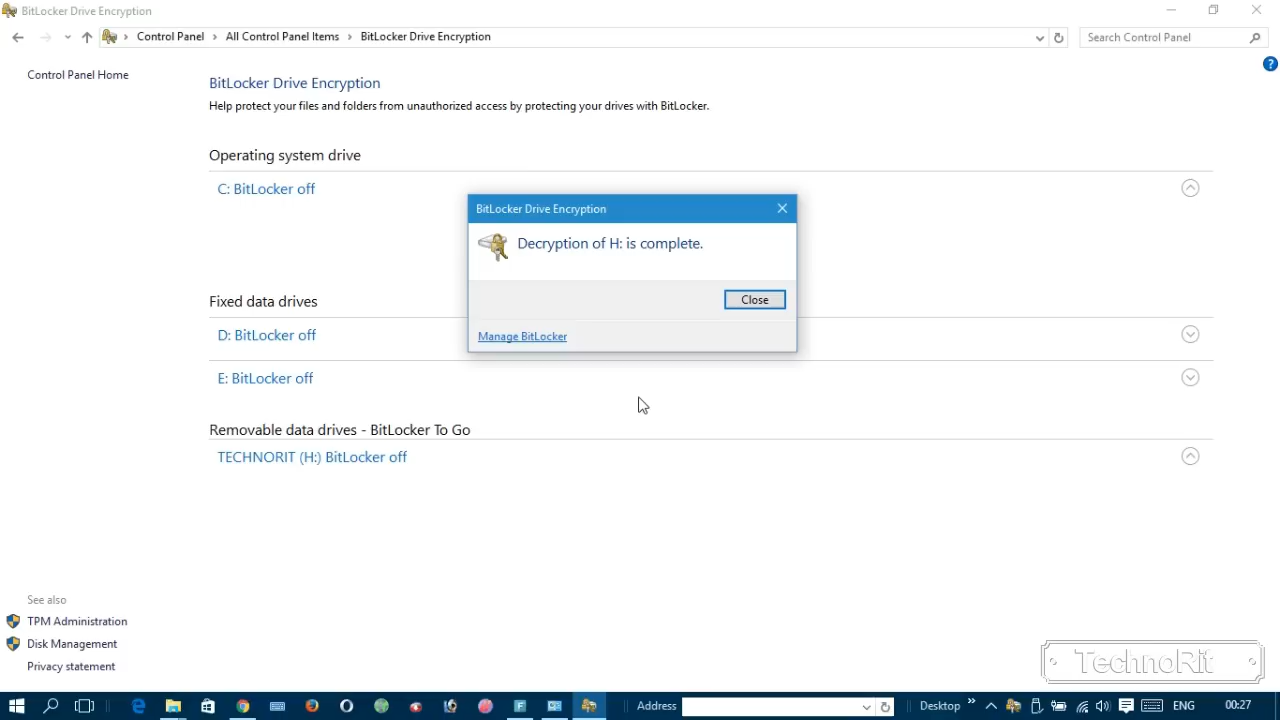 BitLocker Drive Encryption
Control Panel > All Control Panel Items > BitLocker Drive Encryption
Search Control Panel
Control Panel Home
BitLocker Drive Encryption
Help protect your files and folders from unauthorized access by protecting your drives with BitLocker.
Operating system drive
C: BitLocker off
BitLocker Drive Encryption
Decryption of H: is complete.
Close
Manage BitLocker
Fixed data drives
D: BitLocker off
E: BitLocker off
Removable data drives - BitLocker To Go
TECHNORIT (H:) BitLocker off
See also
TPM Administration
Disk Management
Privacy statement
TechnoRit
Address
Desktop
ENG
00:27